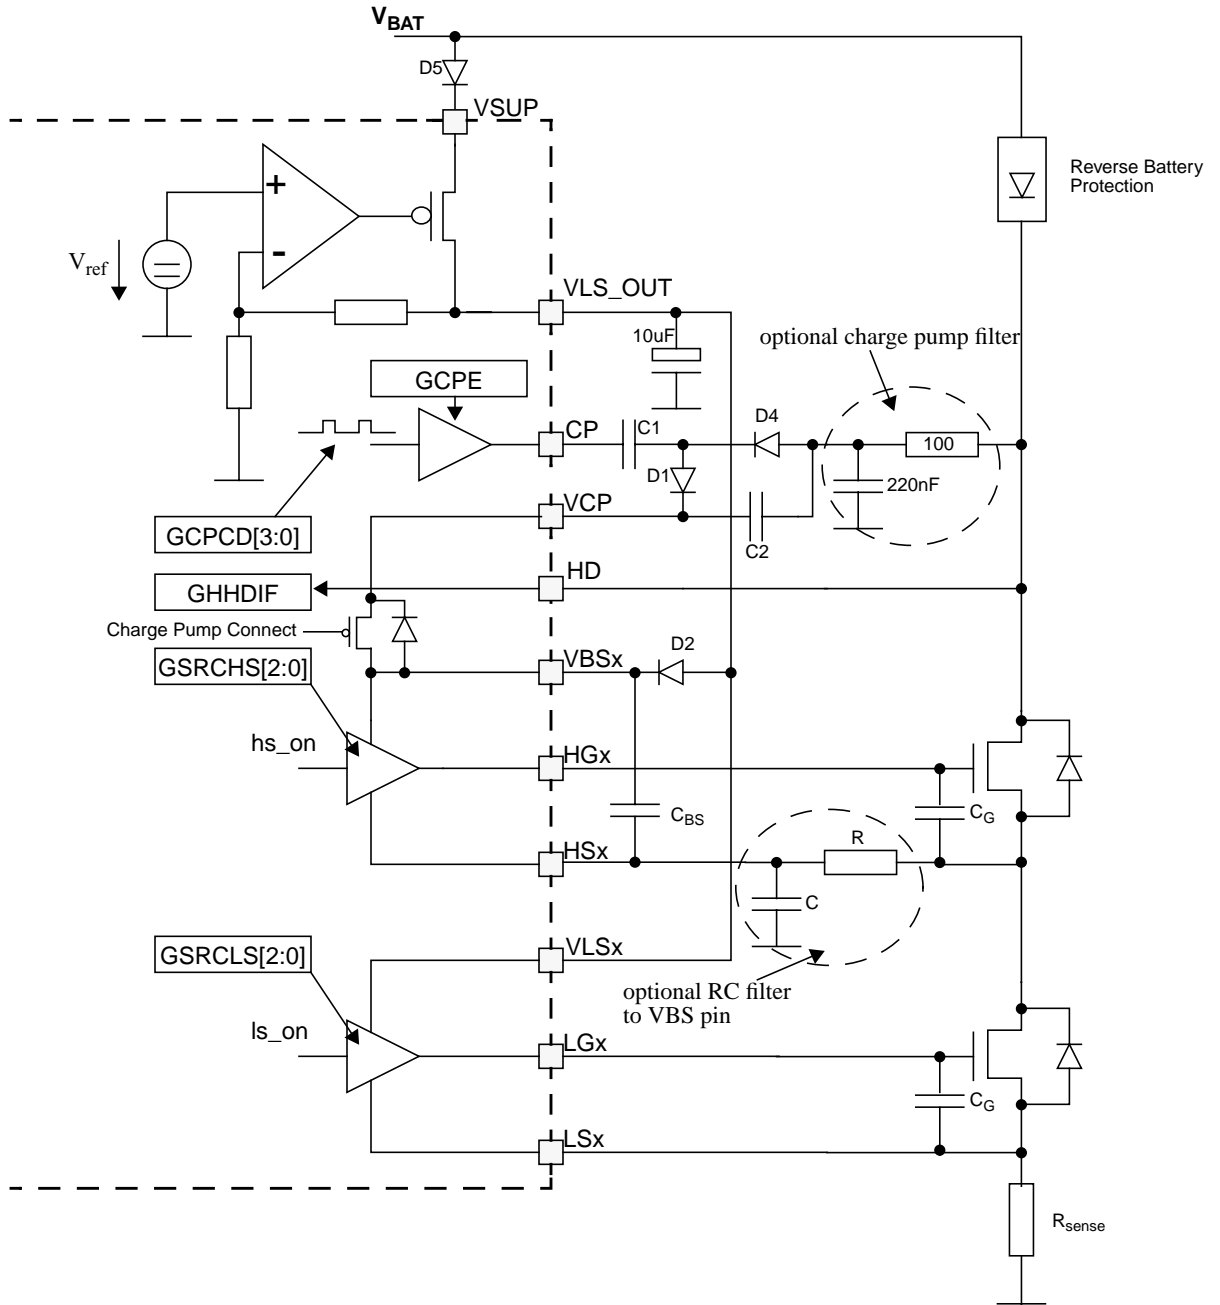 VBAT
D5
VSUP
Reverse Battery
Protection
+
-
Vref
VLS_OUT
10uF
optional charge pump filter
GCPE
CP
C1
D4
100
D1
220nF
VCP
C2
GCPCD[3:0]
HD
GHHDIF
Charge Pump Connect
D2
VBSx
GSRCHS[2:0]
hs_on
HGx
CBS
CG
R
HSx
C
GSRCLS[2:0]
VLSx
optional RC filter
to VBS pin
ls_on
LGx
CG
LSx
Rsense